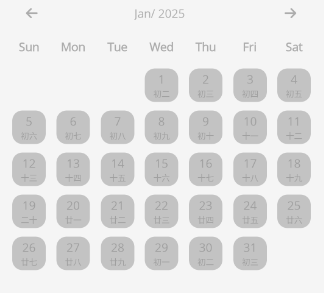 ← Jan/ 2025 →
Sun Mon Tue Wed Thu Fri Sat
1 2 3 4
初二 初三 初四 初五
5 6 7 8 9 10 11
初六 初七 初八 初九 初十 十一 十二
12 13 14 15 16 17 18
十三 十四 十五 十六 十七 十八 十九
19 20 21 22 23 24 25
二十 廿一 廿二 廿三 廿四 廿五 廿六
26 27 28 29 30 31
廿七 廿八 廿九 初一 初二 初三